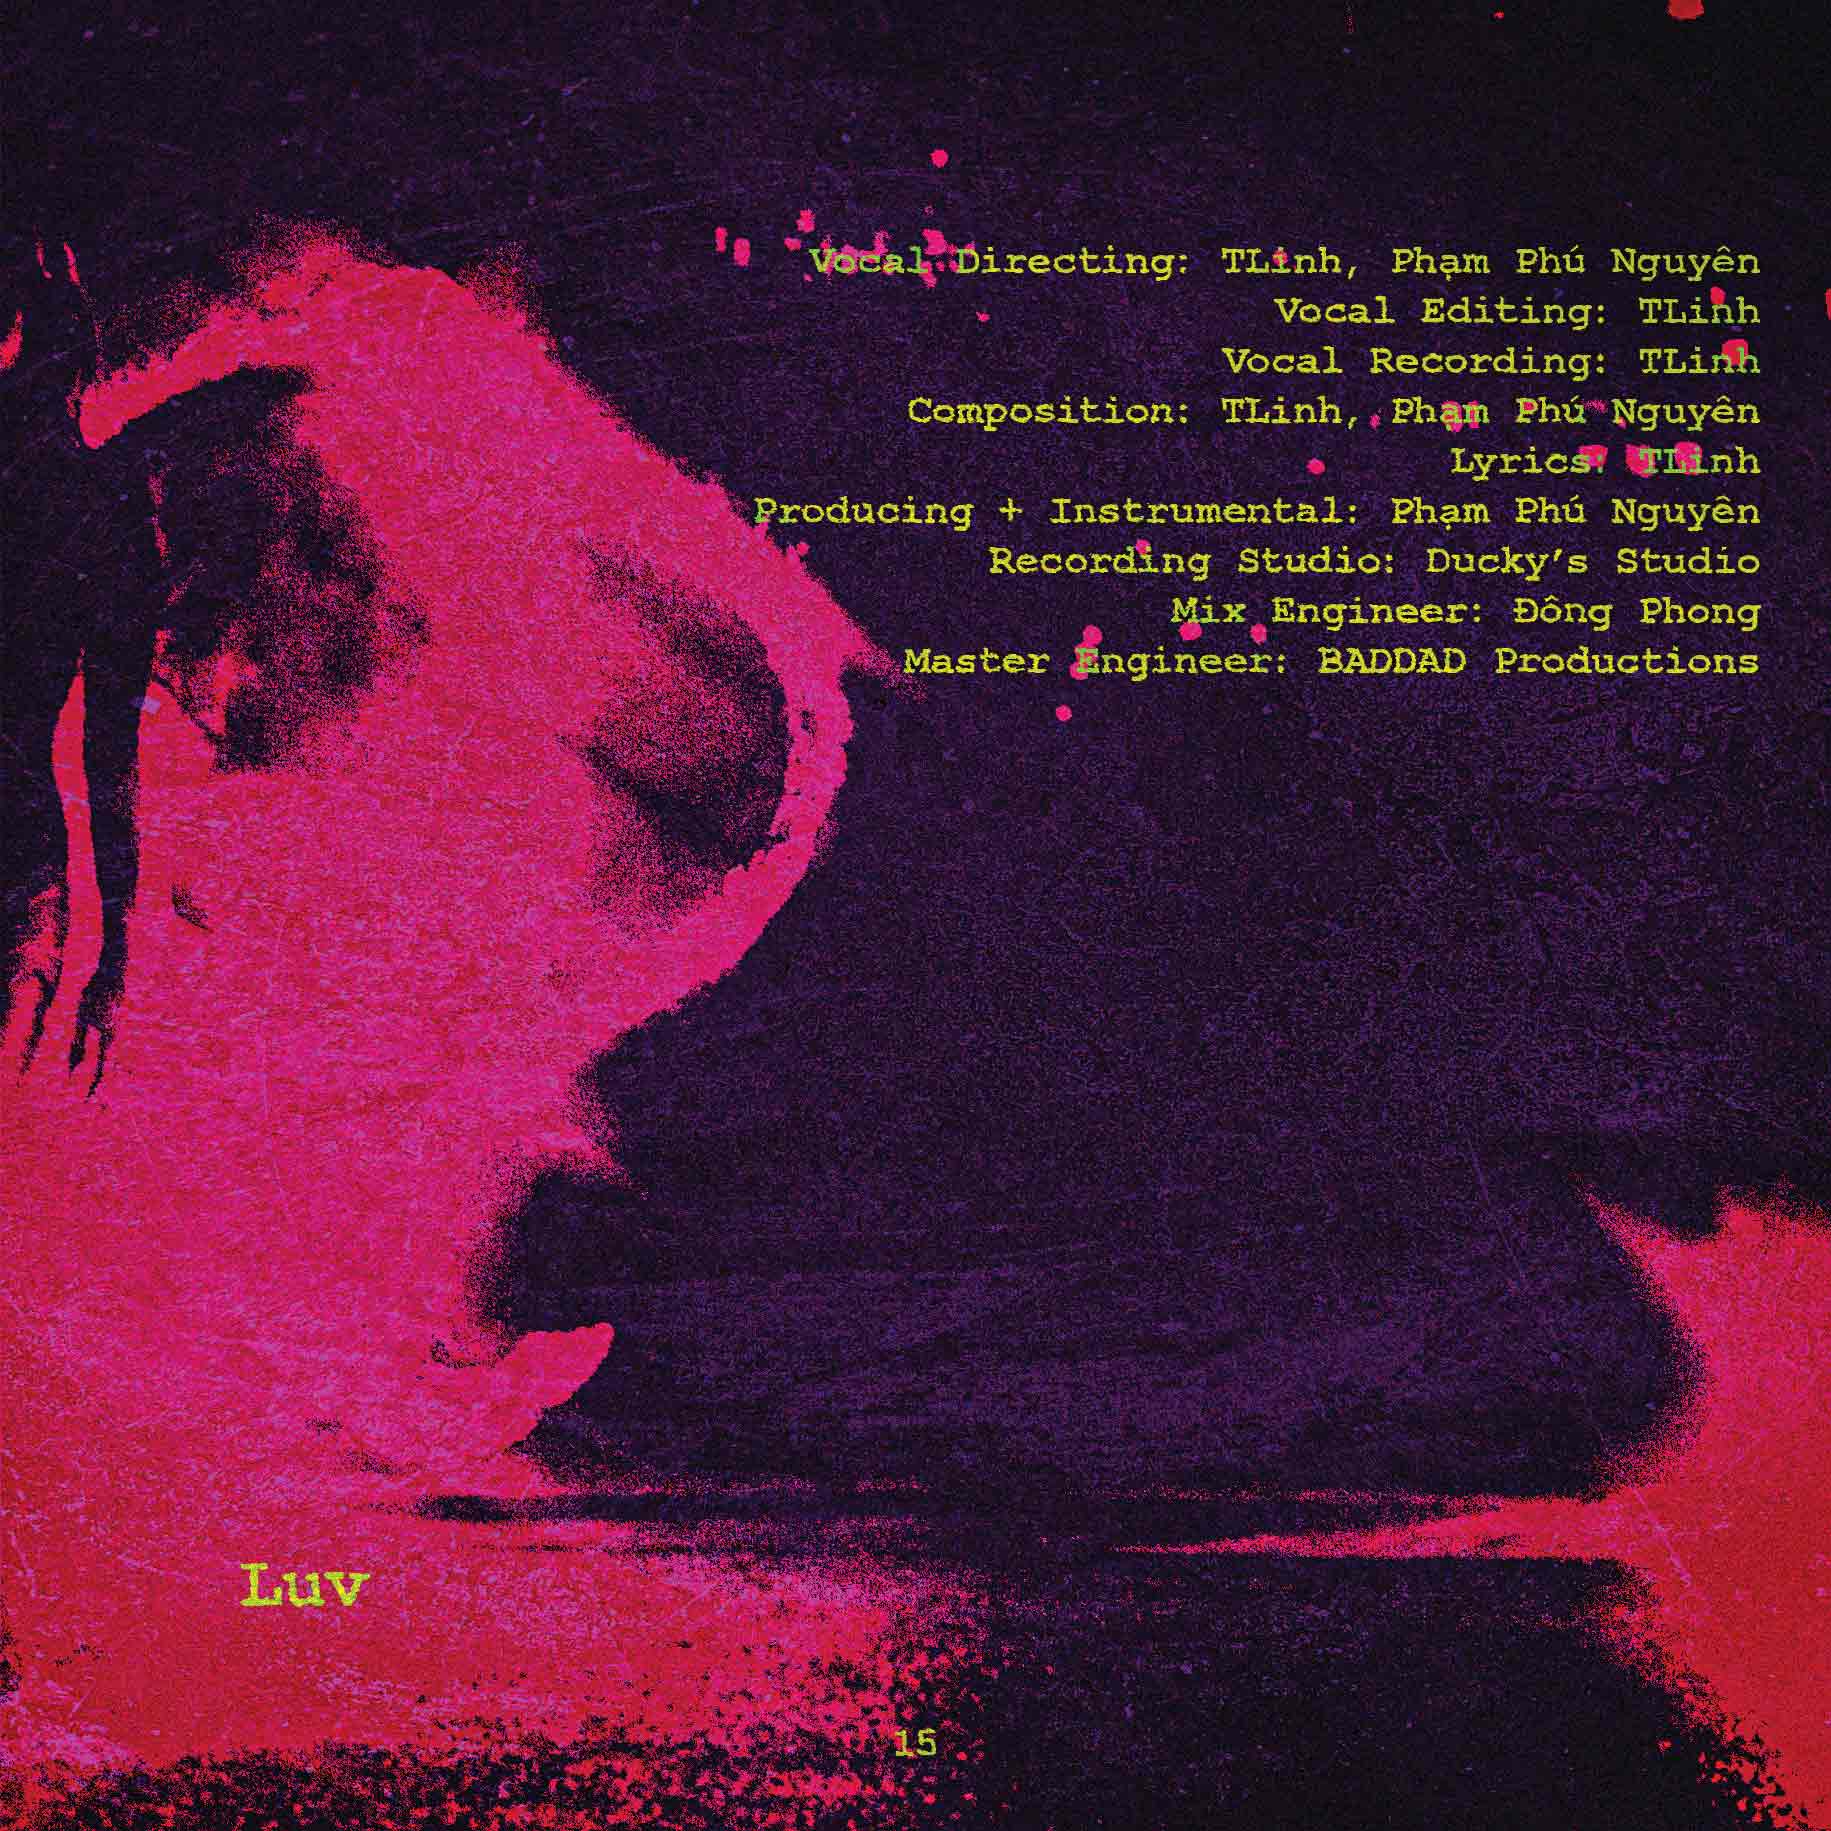 Vocal Directing: TLinh, Phạm Phú Nguyên
Vocal Editing: TLinh
Vocal Recording: TLinh
Composition: TLinh, Phạm Phú Nguyên
Lyrics: TLinh
Producing + Instrumental: Phạm Phú Nguyên
Recording Studio: Ducky’s Studio
Mix Engineer: Đông Phong
Master Engineer: BADDAD Productions
Luv
15